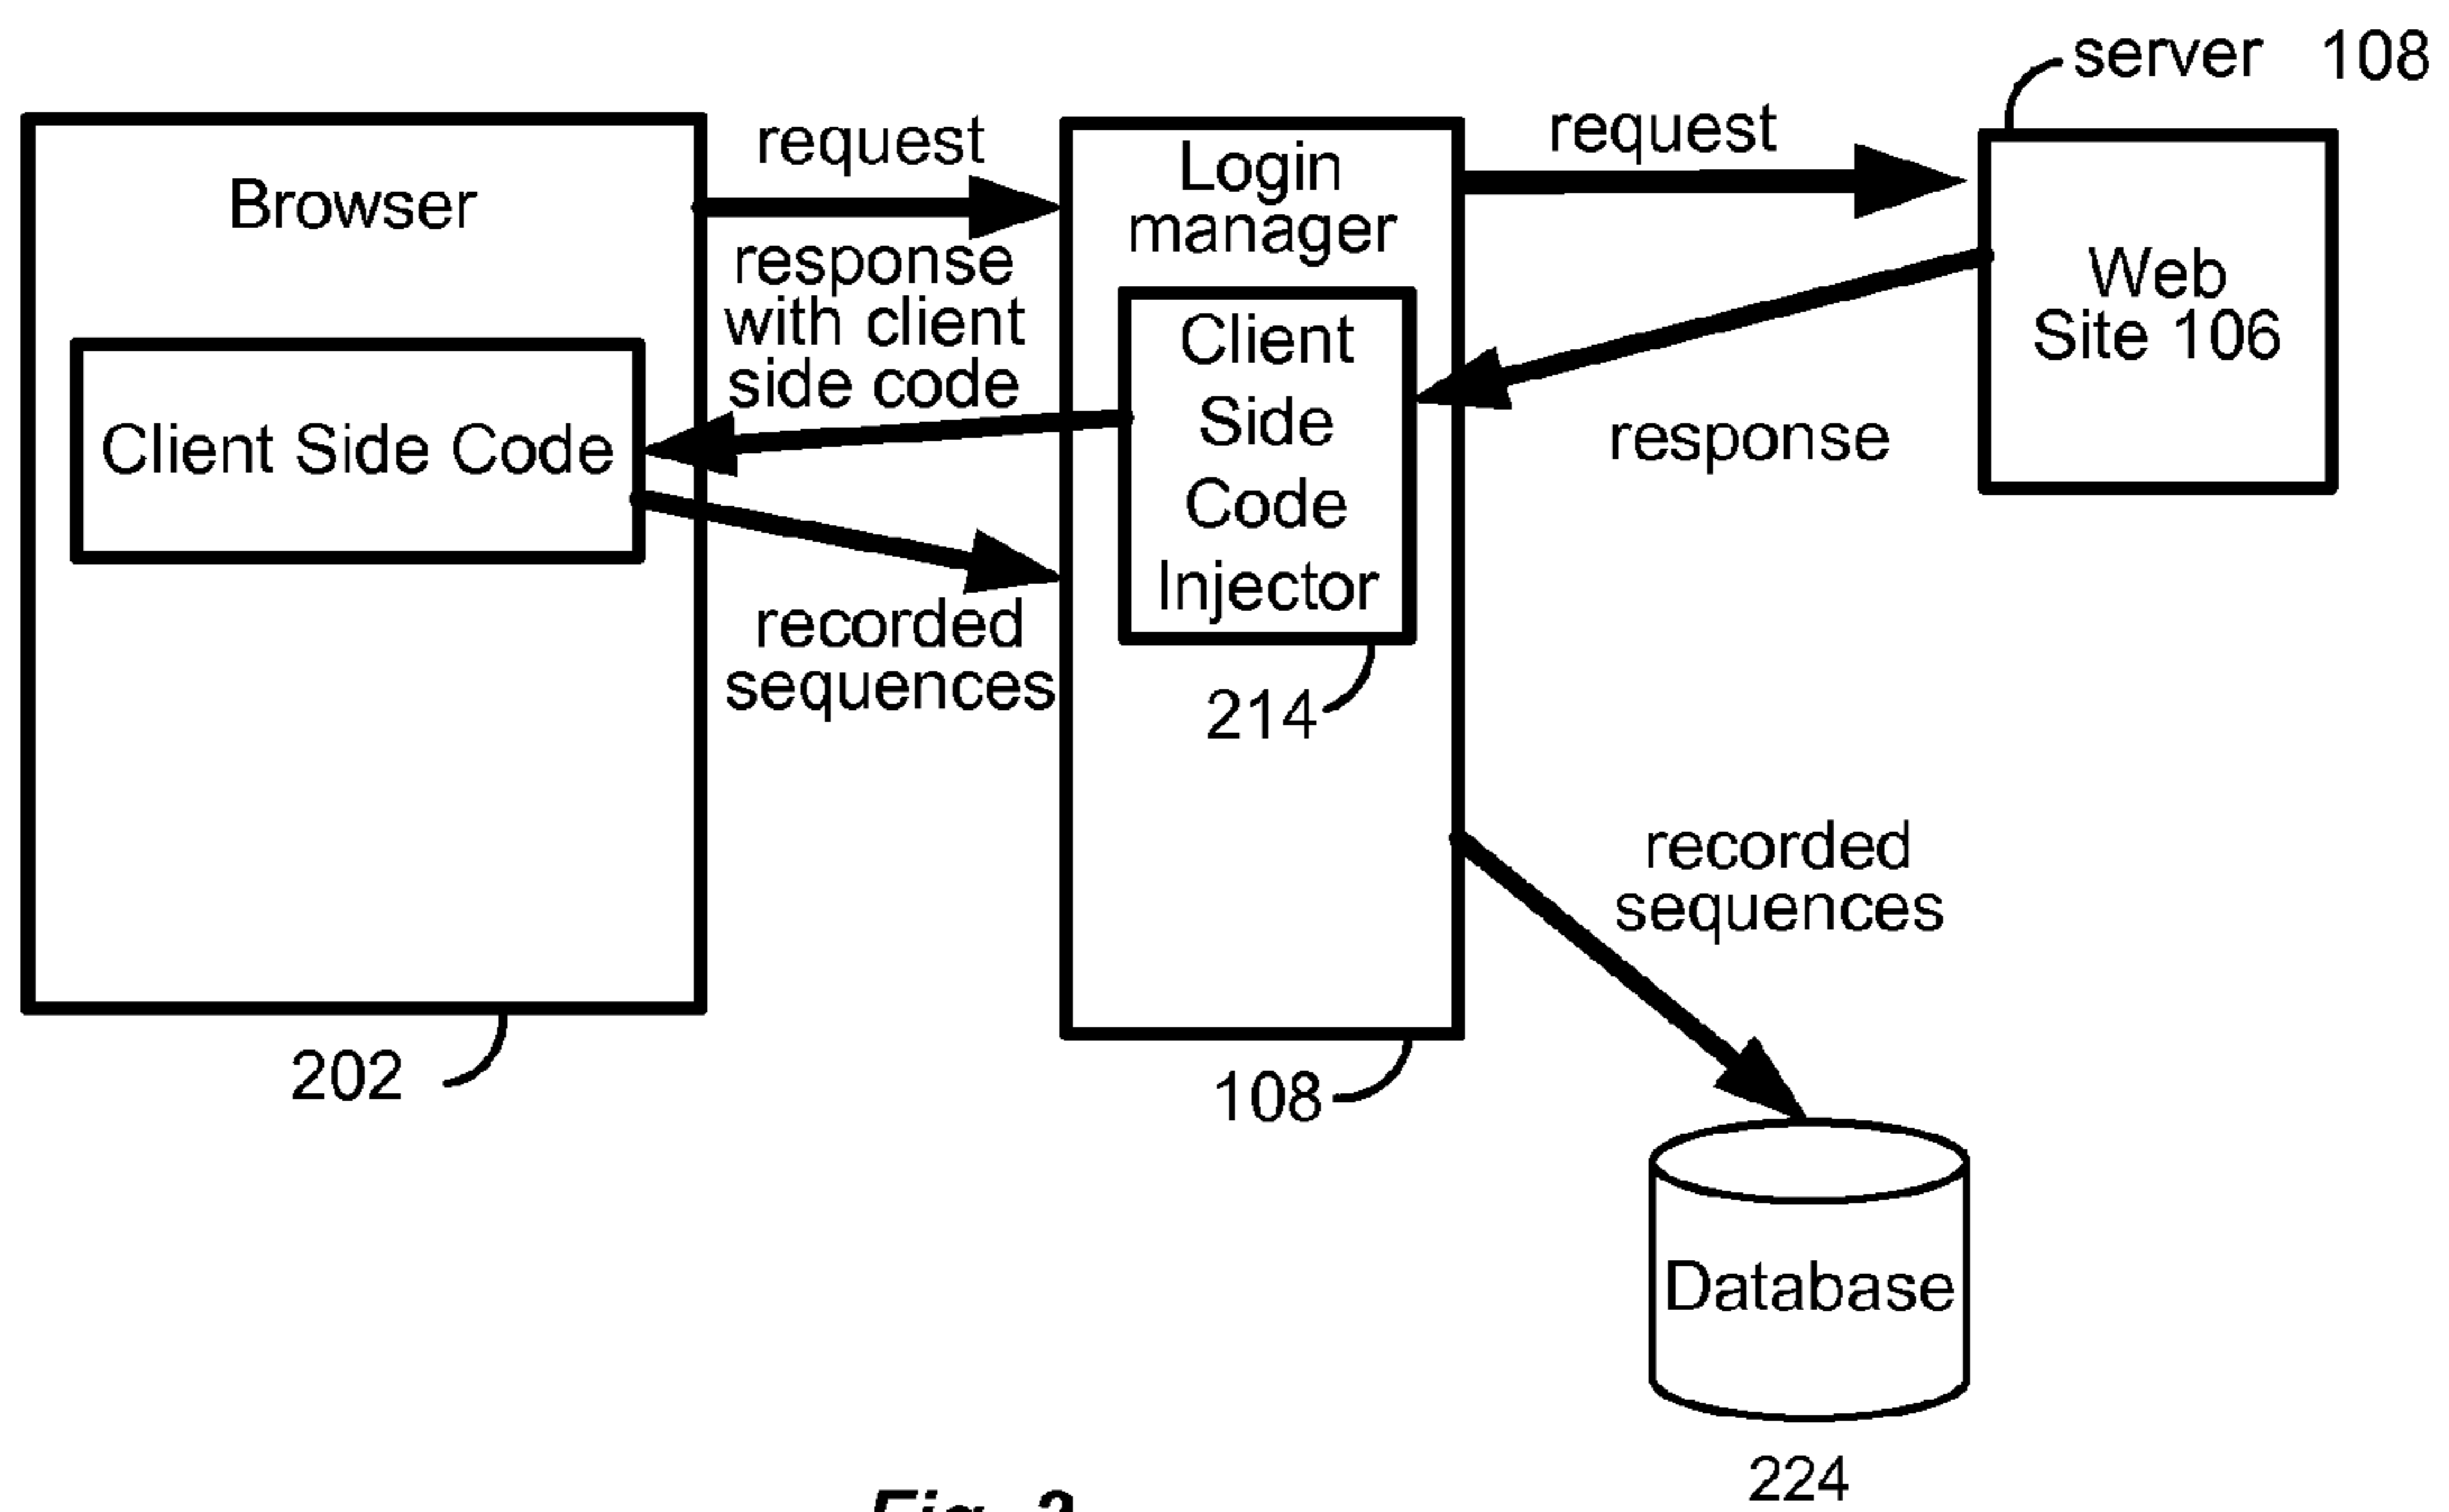 server 108
request
request
Browser
Login
manager
response
with client
side code
Web
Site 106
Client
Side
Code
Injector
Client Side Code
response
recorded
sequences
214
recorded
sequences
202
108
Database
224